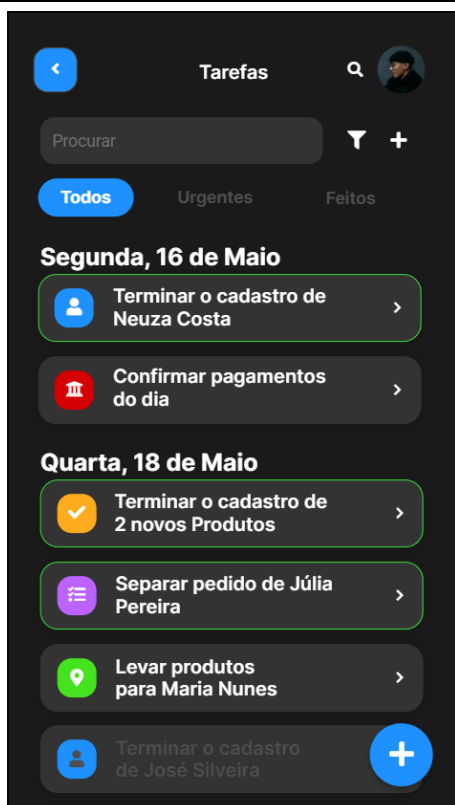 Tarefas
Procurar
Todos
Urgentes
Feitos
Segunda, 16 de Maio
Terminar o cadastro de
Neuza Costa
Confirmar pagamentos
do dia
Quarta, 18 de Maio
Terminar o cadastro de
2 novos Produtos
Separar pedido de Júlia
Pereira
Levar produtos
para Maria Nunes
Terminar o cadastro
de José Silveira